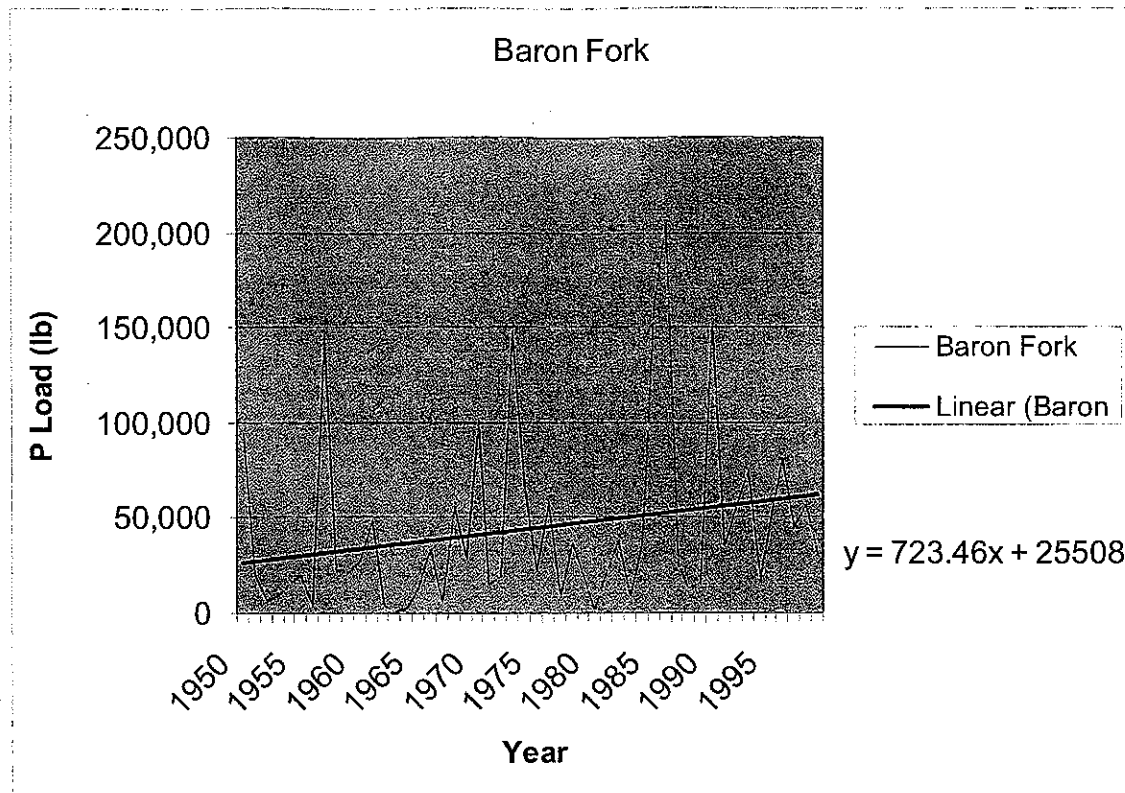 Baron Fork
250,000
200,000
150,000
100,000
50,000
0
P Load (lb)
1950
1955
1960
1965
1970
1975
1980
1985
1990
1995
Year
Baron Fork
Linear (Baron
y = 723.46x + 25508